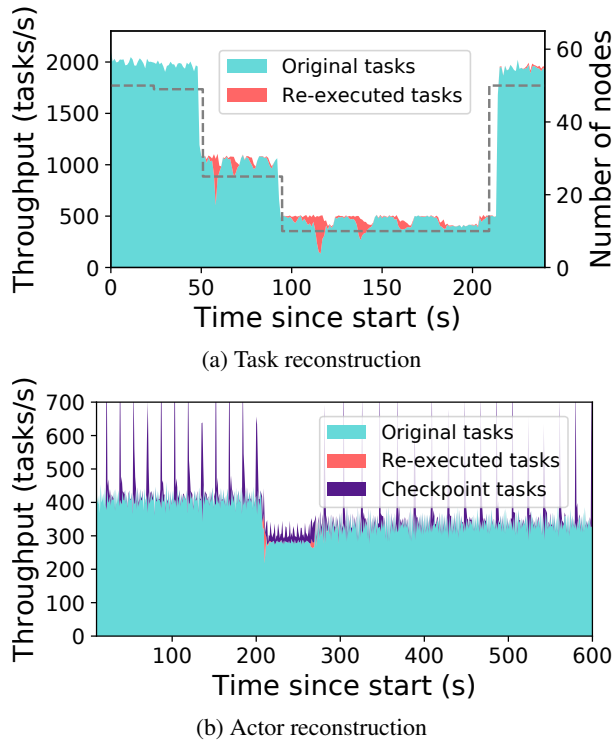 Throughput (tasks/s)
2000
1500
1000
500
0
Original tasks
Re-executed tasks
60
40
20
0
Number of nodes
0 50 100 150 200
Time since start (s)
(a) Task reconstruction
Throughput (tasks/s)
700
600
500
400
300
200
100
0
Original tasks
Re-executed tasks
Checkpoint tasks
100 200 300 400 500 600
Time since start (s)
(b) Actor reconstruction